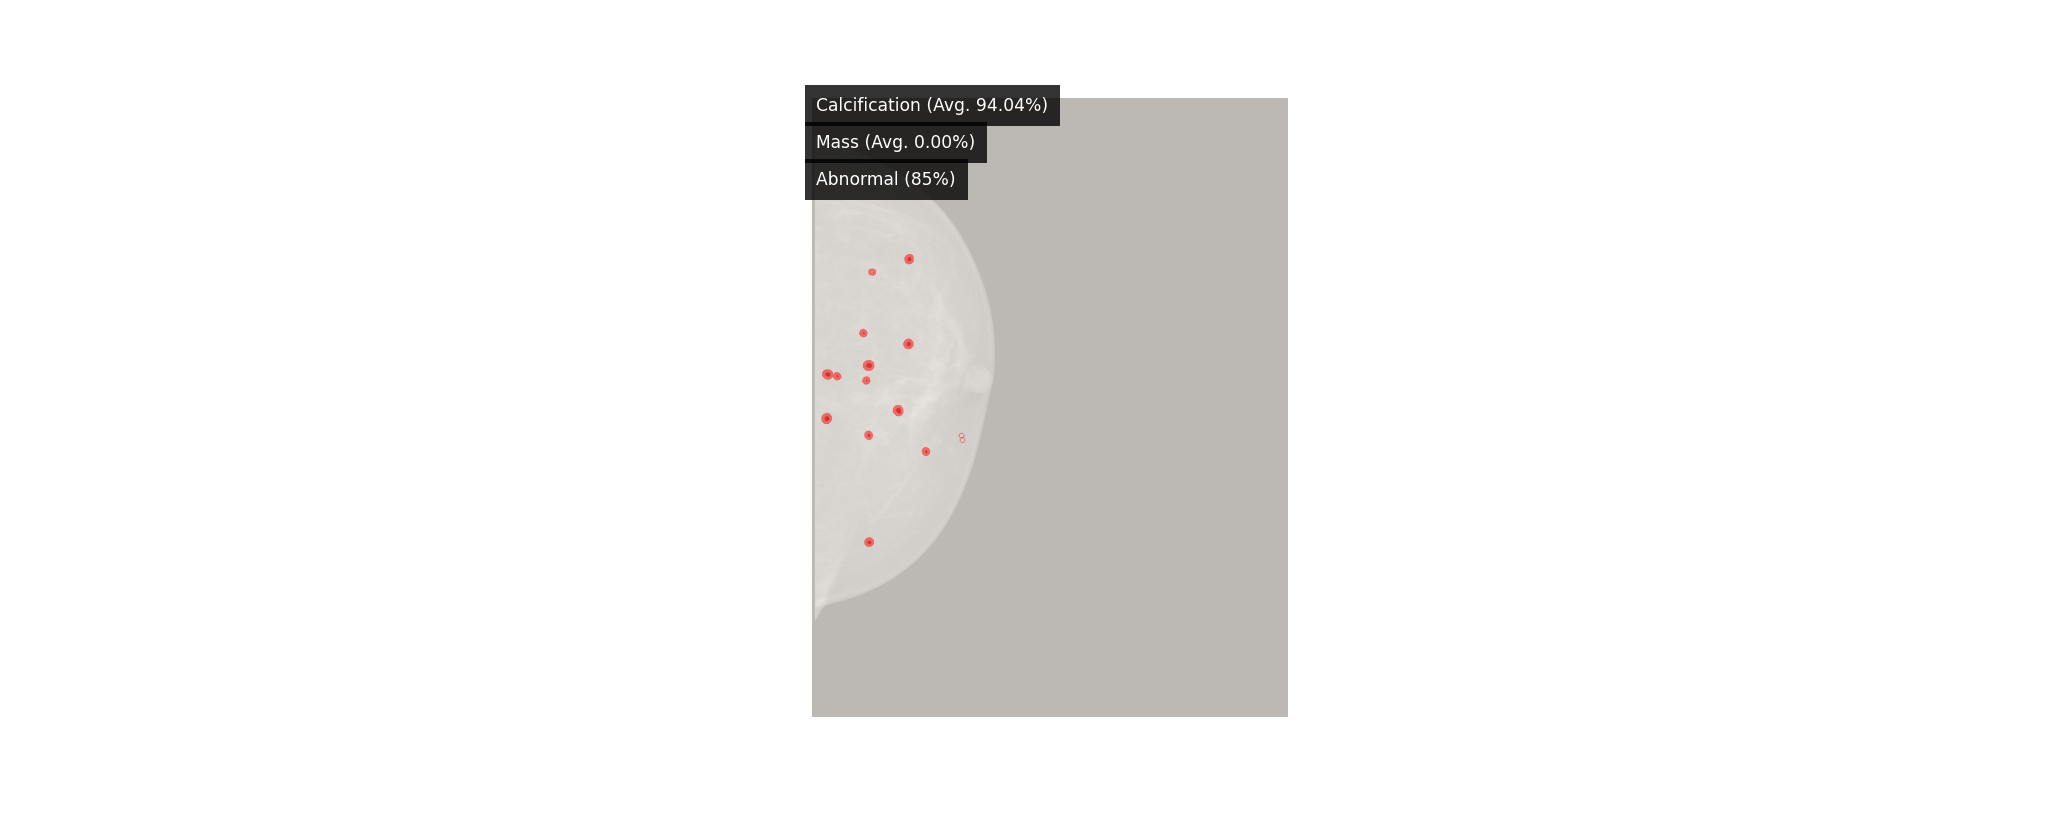 Calcification (Avg. 94.04%)
Mass (Avg. 0.00%)
Abnormal (85%)